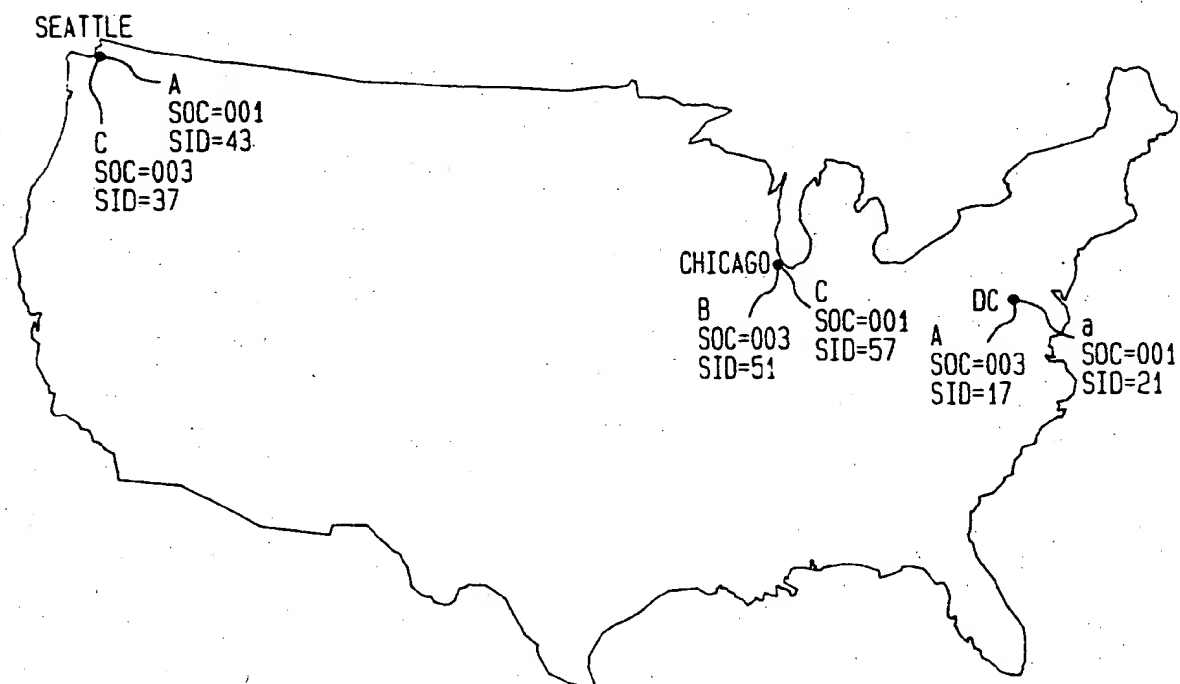 SEATTLE
A
SOC=001
SID=43
C
SOC=003
SID=37
CHICAGO
B
SOC=003
SID=51
C
SOC=001
SID=57
DC
A
SOC=003
SID=17
a
SOC=001
SID=21